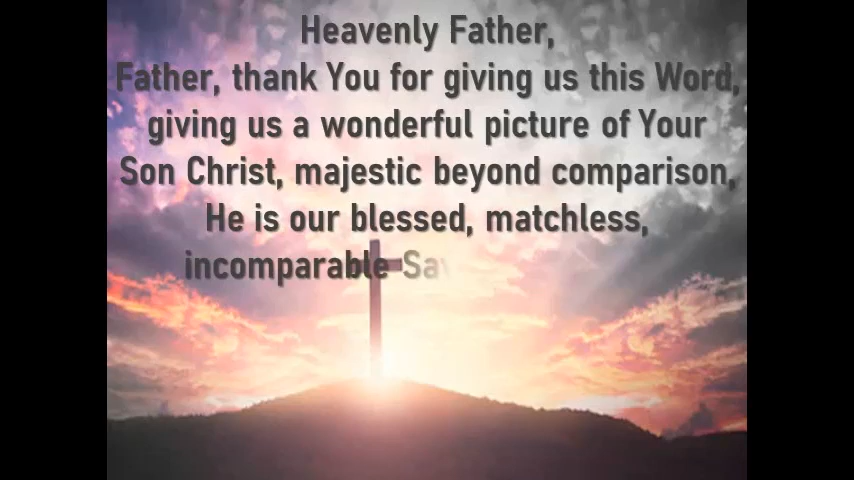 Heavenly Father,
Father, thank You for giving us this Word,
giving us a wonderful picture of Your
Son Christ, majestic beyond comparison,
He is our blessed, matchless,
incomparable